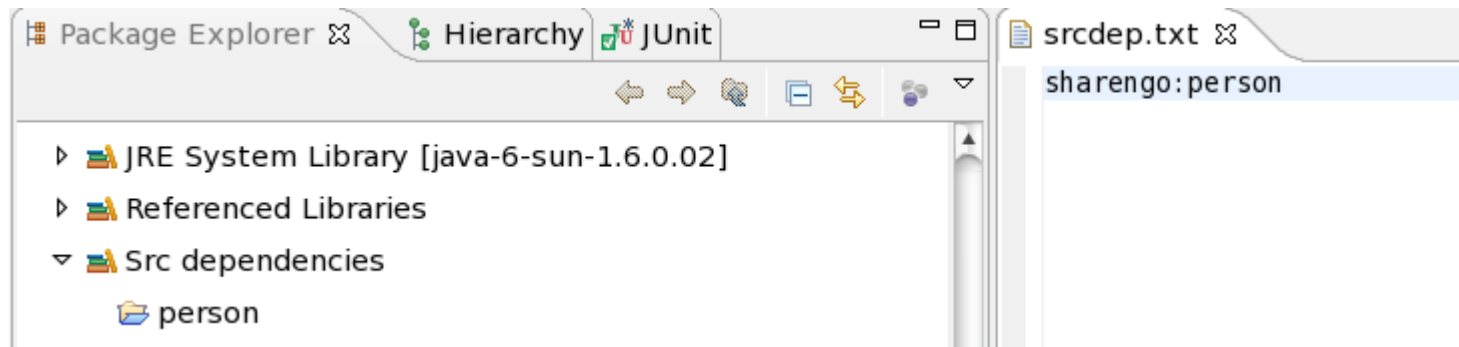 Package Explorer Hierarchy JUnit
srcdep.txt
sharengo:person
JRE System Library [java-6-sun-1.6.0.02]
Referenced Libraries
Src dependencies
person